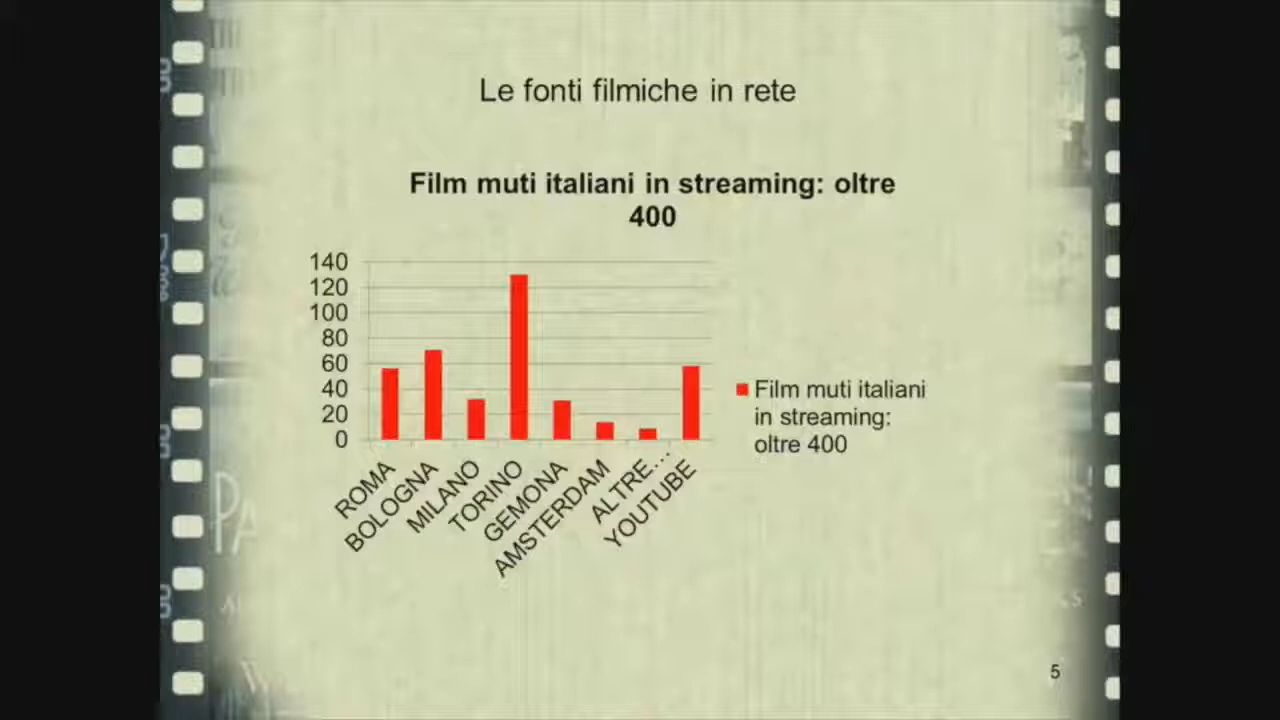 Le fonti filmiche in rete
Film muti italiani in streaming: oltre
400
140
120
100
80
60
40
20
0
ROMA
BOLOGNA
MILANO
TORINO
GEMONA
AMSTERDAM
ALTRE…
YOUTUBE
Film muti italiani
in streaming:
oltre 400
5